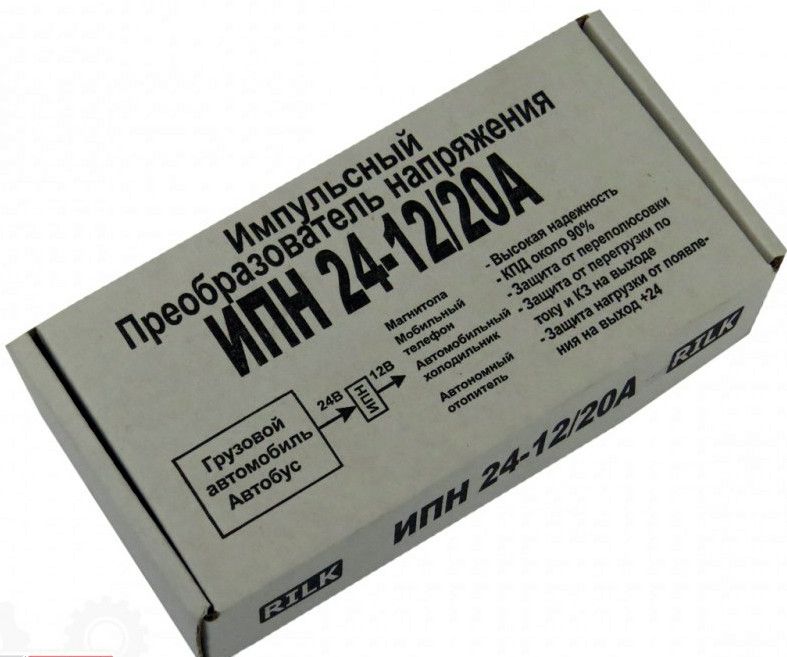 Импульсный
Преобразователь напряжения
ИПН 24-12/20А
- Высокая надежность
- КПД около 90%
- Защита от переполюсовки
- Защита от перегрузки по
току и КЗ на выходе
- Защита нагрузки от появле-
ния на выход +24
Магнитола
Мобильный
телефон
Автомобильный
холодильник
Автономный
отопитель
24В
ИПН
12В
Грузовой
автомобиль
Автобус
RILK
ИПН 24-12/20А
RILK